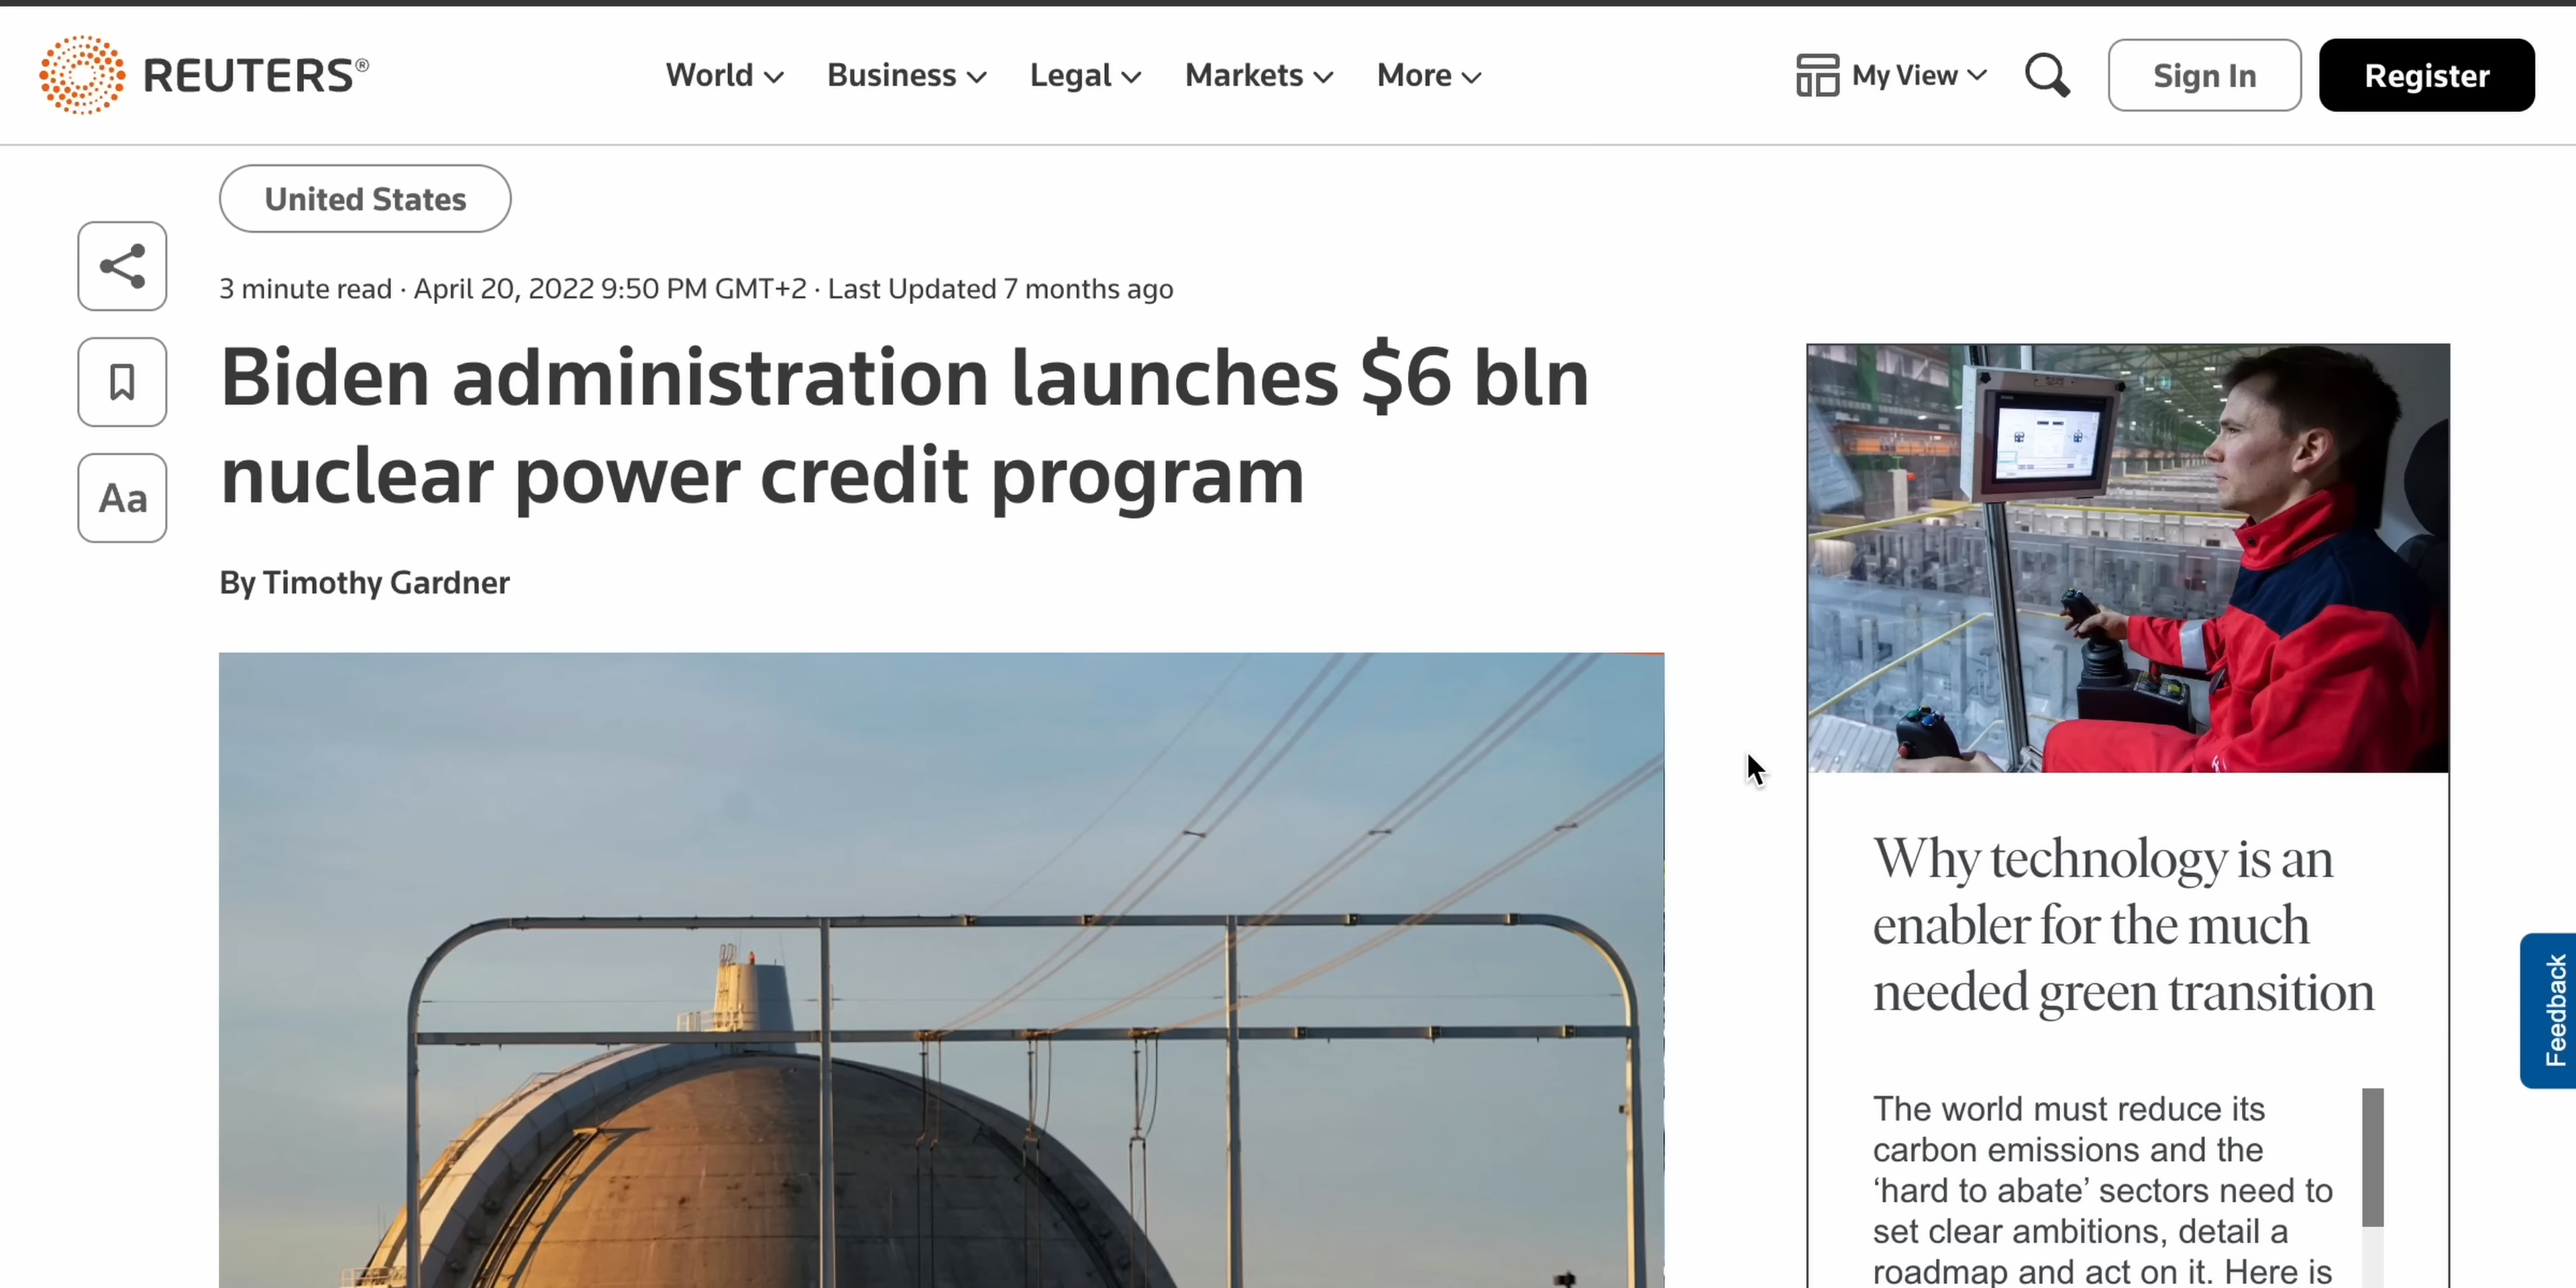 REUTERS®
World
Business
Legal
Markets
More
My View
Sign In
Register
United States
3 minute read · April 20, 2022 9:50 PM GMT+2 · Last Updated 7 months ago
Biden administration launches $6 bln
nuclear power credit program
Aa
By Timothy Gardner
Why technology is an
enabler for the much
needed green transition
The world must reduce its
carbon emissions and the
‘hard to abate’ sectors need to
set clear ambitions, detail a
roadmap and act on it. Here is
Feedback